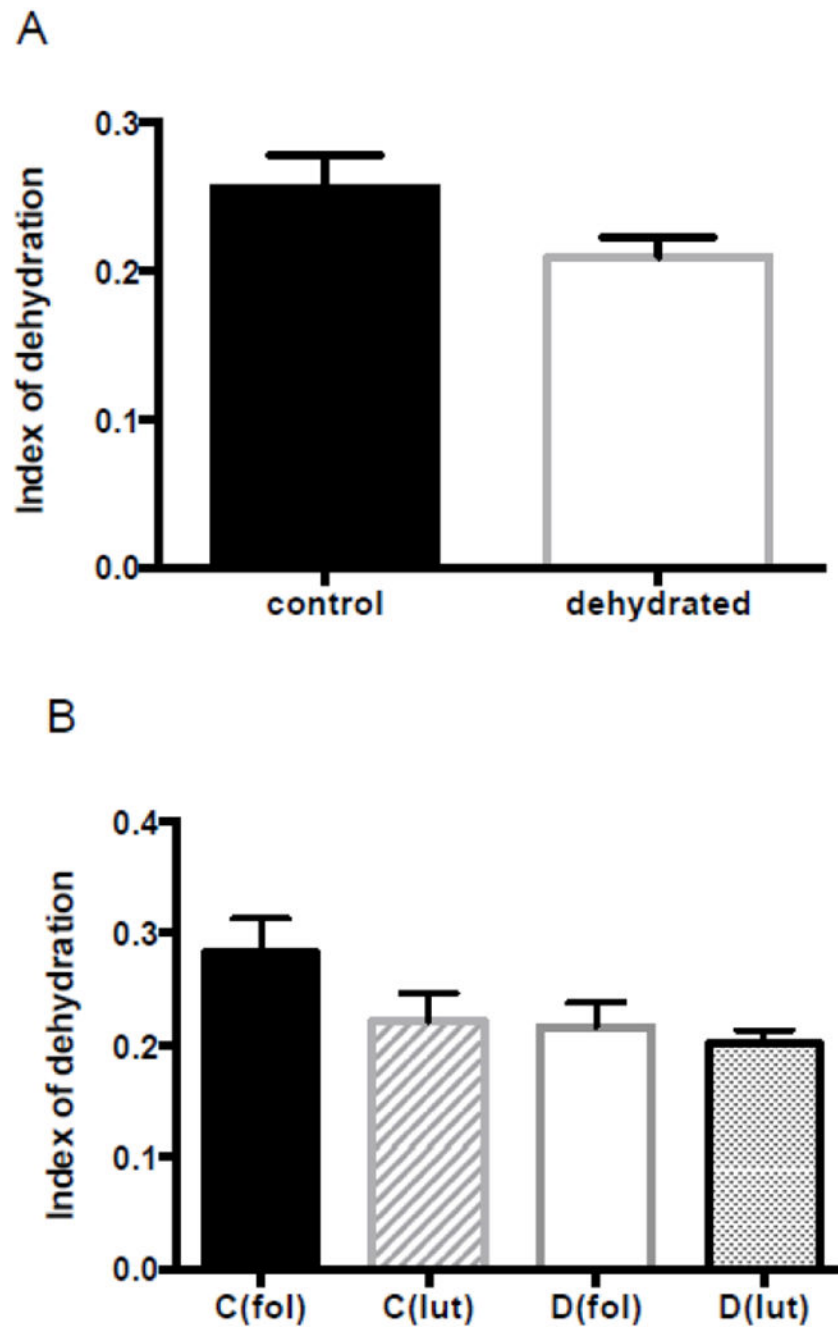 A
Index of dehydration
0.3
0.2
0.1
0.0
control dehydrated
B
Index of dehydration
0.4
0.3
0.2
0.1
0.0
C(fol) C(lut) D(fol) D(lut)